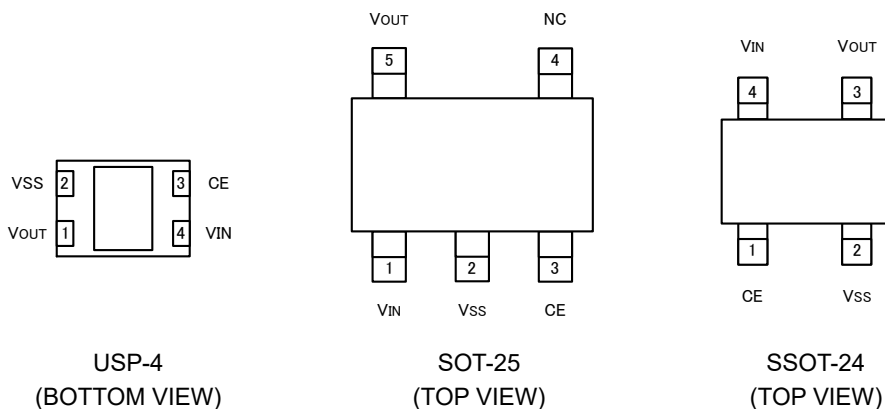 VSS 2 3 CE
VOUT 1 4 VIN
USP-4
(BOTTOM VIEW)
VOUT NC
5 4
1 2 3
VIN VSS CE
SOT-25
(TOP VIEW)
VIN VOUT
4 3
1 2
CE VSS
SSOT-24
(TOP VIEW)